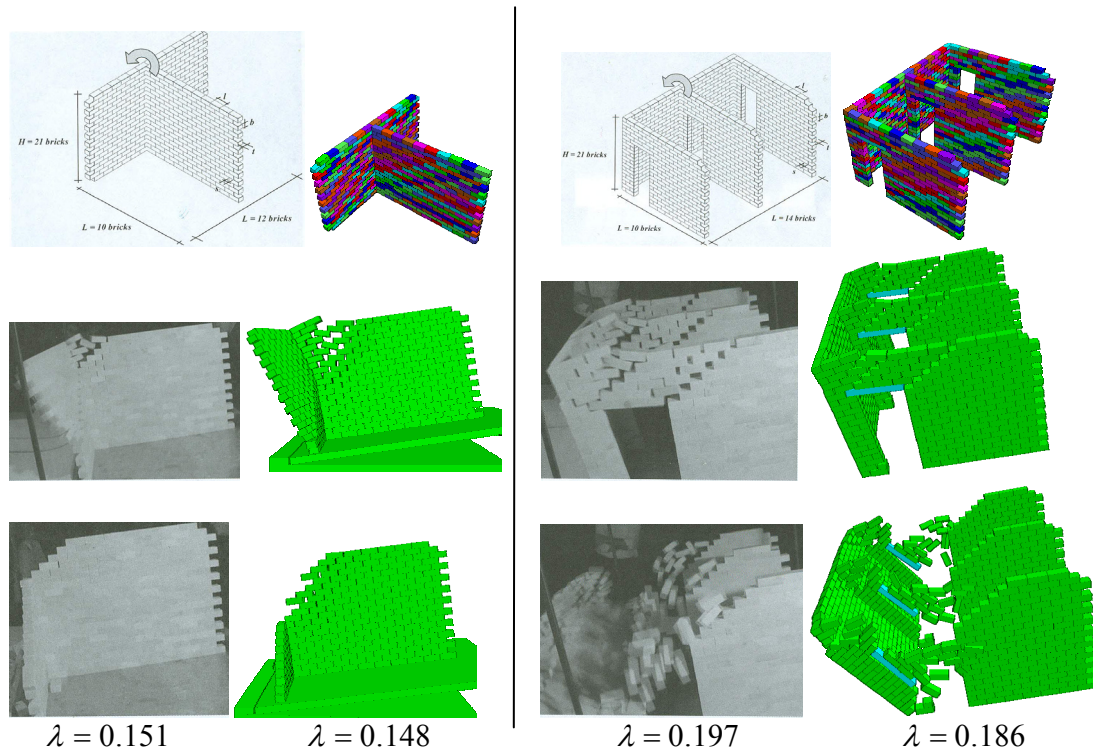 H = 21 bricks
l
b
t
s
L = 10 bricks
L = 12 bricks
H = 21 bricks
l
b
t
s
L = 10 bricks
L = 14 bricks
λ = 0.151
λ = 0.148
λ = 0.197
λ = 0.186